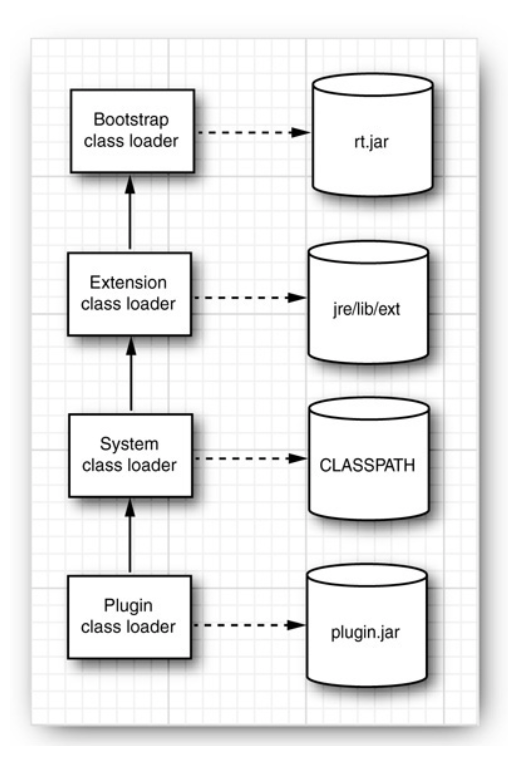 Bootstrap
class loader
rt.jar
Extension
class loader
jre/lib/ext
System
class loader
CLASSPATH
Plugin
class loader
plugin.jar